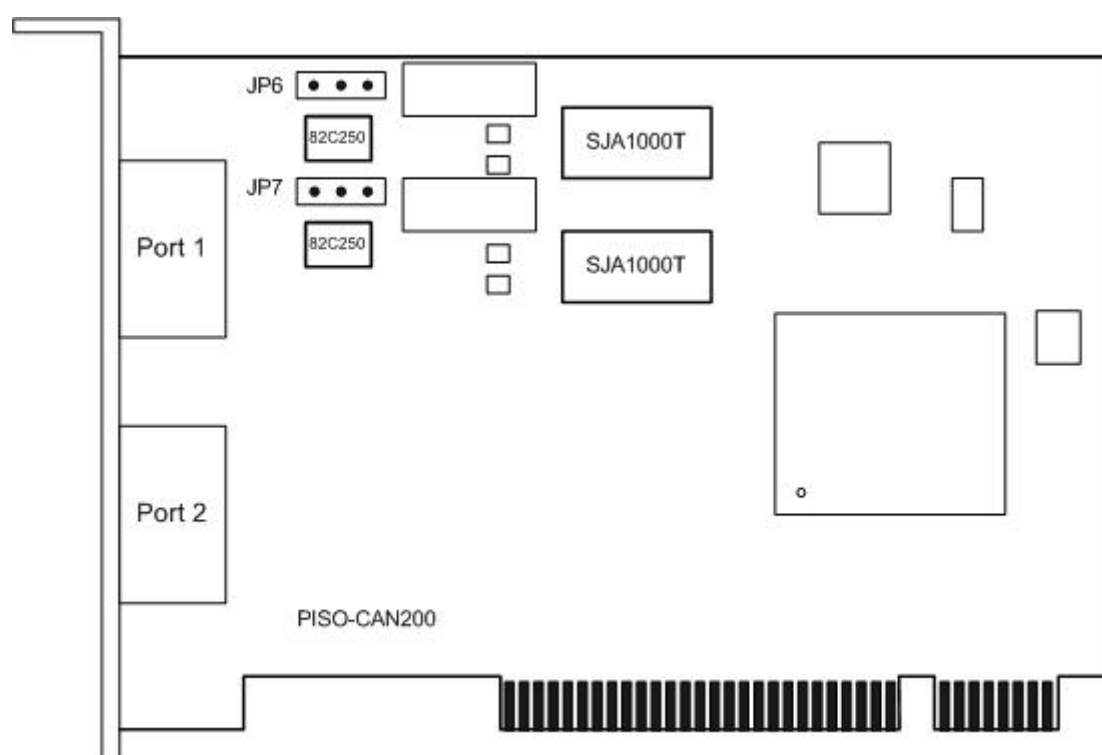 JP6
82C250
SJA1000T
JP7
82C250
SJA1000T
Port 1
Port 2
PISO-CAN200